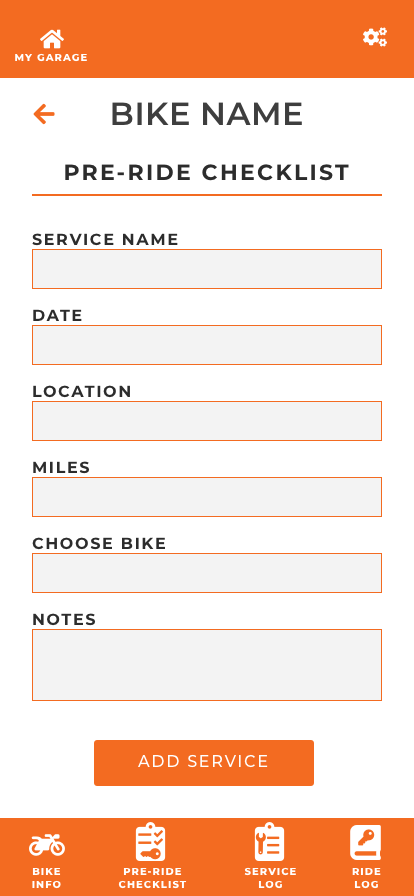 MY GARAGE
BIKE NAME
PRE-RIDE CHECKLIST
SERVICE NAME
DATE
LOCATION
MILES
CHOOSE BIKE
NOTES
ADD SERVICE
BIKE
INFO
PRE-RIDE
CHECKLIST
SERVICE
LOG
RIDE
LOG